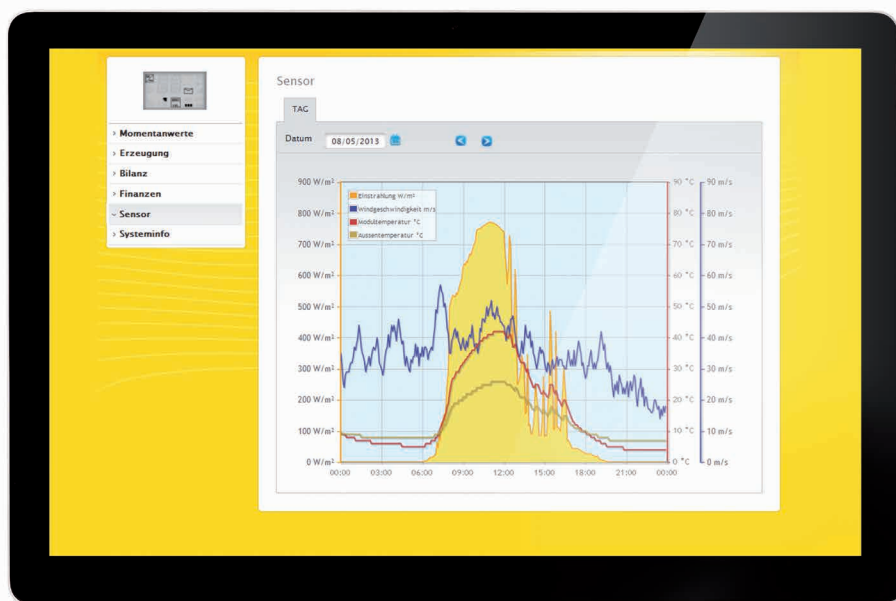 Momentanwerte
Erzeugung
Bilanz
Finanzen
Sensor
Systeminfo
Sensor
TAG
Datum 08/05/2013
900 W/m² 90 °C 90 m/s
800 W/m² 80 °C 80 m/s
700 W/m² 70 °C 70 m/s
600 W/m² 60 °C 60 m/s
500 W/m² 50 °C 50 m/s
400 W/m² 40 °C 40 m/s
300 W/m² 30 °C 30 m/s
200 W/m² 20 °C 20 m/s
100 W/m² 10 °C 10 m/s
0 W/m² 0 °C 0 m/s
Einstrahlung W/m²
Windgeschwindigkeit m/s
Modultemperatur °C
Aussentemperatur °C
00:00 03:00 06:00 09:00 12:00 15:00 18:00 21:00 00:00